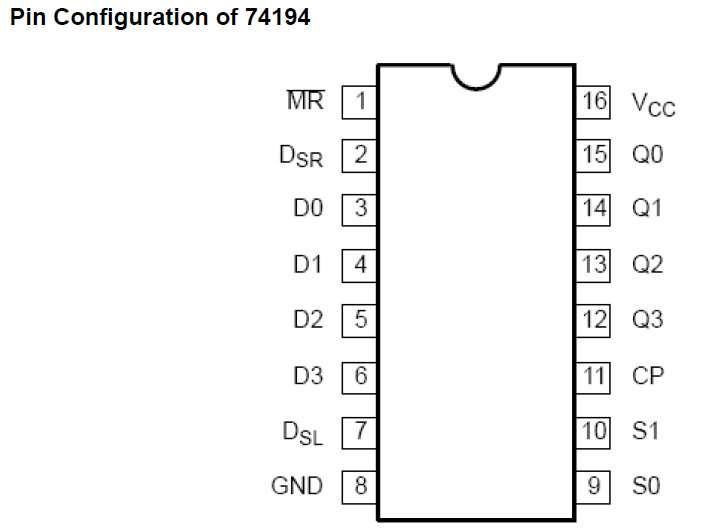 Pin Configuration of 74194
MR 1 16 VCC
DSR 2 15 Q0
D0 3 14 Q1
D1 4 13 Q2
D2 5 12 Q3
D3 6 11 CP
DSL 7 10 S1
GND 8 9 S0